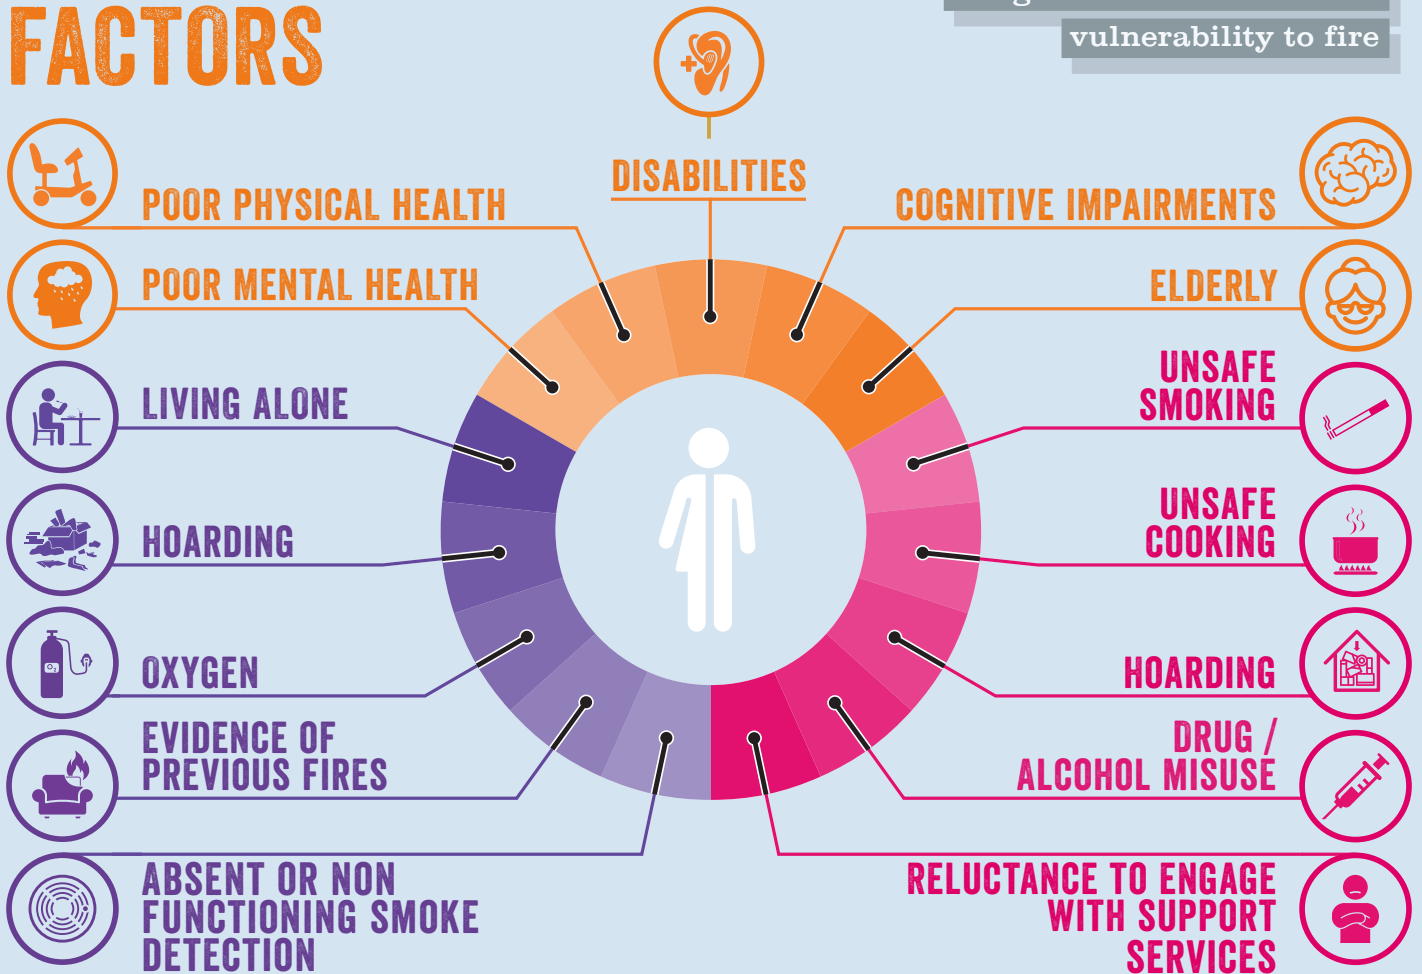 FACTORS
vulnerability to fire
DISABILITIES
POOR PHYSICAL HEALTH
POOR MENTAL HEALTH
LIVING ALONE
HOARDING
OXYGEN
O₂
EVIDENCE OF
PREVIOUS FIRES
ABSENT OR NON
FUNCTIONING SMOKE
DETECTION
COGNITIVE IMPAIRMENTS
ELDERLY
UNSAFE
SMOKING
UNSAFE
COOKING
HOARDING
DRUG /
ALCOHOL MISUSE
RELUCTANCE TO ENGAGE
WITH SUPPORT
SERVICES